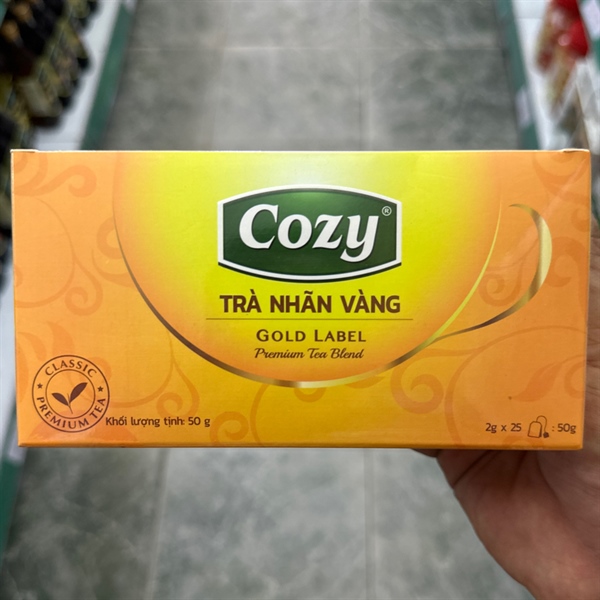 Cozy®
TRÀ NHÃN VÀNG
GOLD LABEL
Premium Tea Blend
CLASSIC
PREMIUM TEA
Khối lượng tịnh: 50 g
2g x 25 : 50g